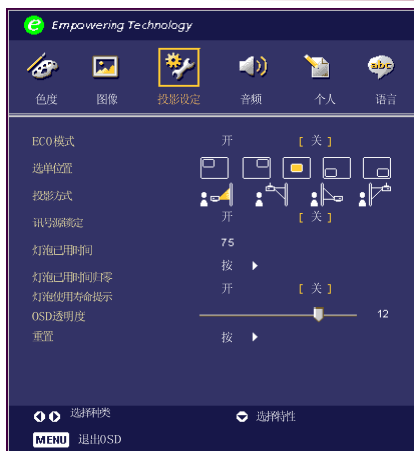 e Empowering Technology
abc
色度 图像 投影设定 音频 个人 语言
ECO模式 开 [ 关 ]
选单位置
投影方式
讯号源锁定 开 [ 关 ]
灯泡已用时间 75
灯泡已用时间归零 按
灯泡使用寿命提示 开 [ 关 ]
OSD透明度 12
重置 按
选择种类 选择特性
MENU 退出OSD